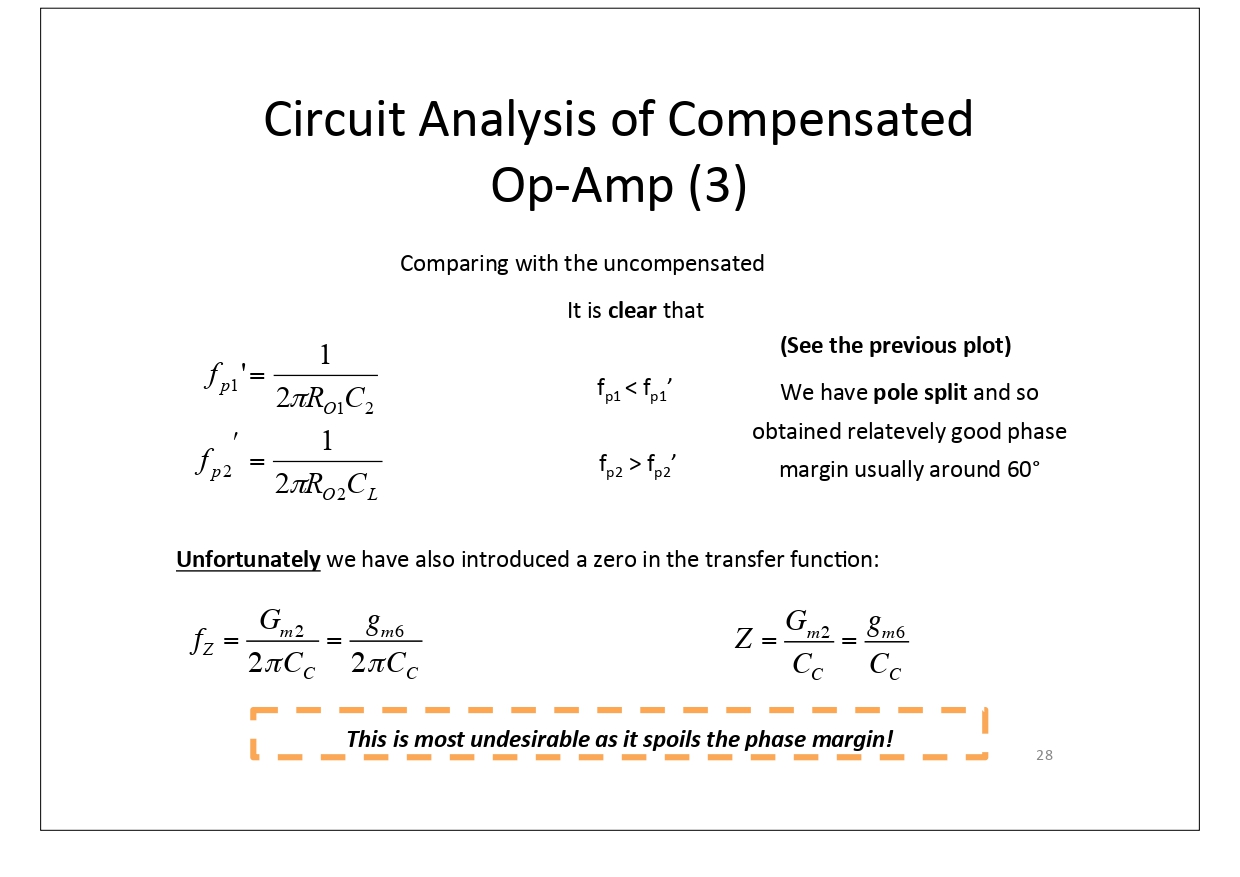 Circuit Analysis of Compensated
Op-Amp (3)
Comparing with the uncompensated
It is clear that
(See the previous plot)
f_{p1}' = \frac{1}{2\pi R_{O1} C_2}
f_{p1} < f_{p1}’
We have pole split and so
obtained relatevely good phase
f_{p2}' = \frac{1}{2\pi R_{O2} C_L}
f_{p2} > f_{p2}’
margin usually around 60°
Unfortunately we have also introduced a zero in the transfer function:
f_Z = \frac{G_{m2}}{2\pi C_C} = \frac{g_{m6}}{2\pi C_C}
Z = \frac{G_{m2}}{C_C} = \frac{g_{m6}}{C_C}
This is most undesirable as it spoils the phase margin!
28